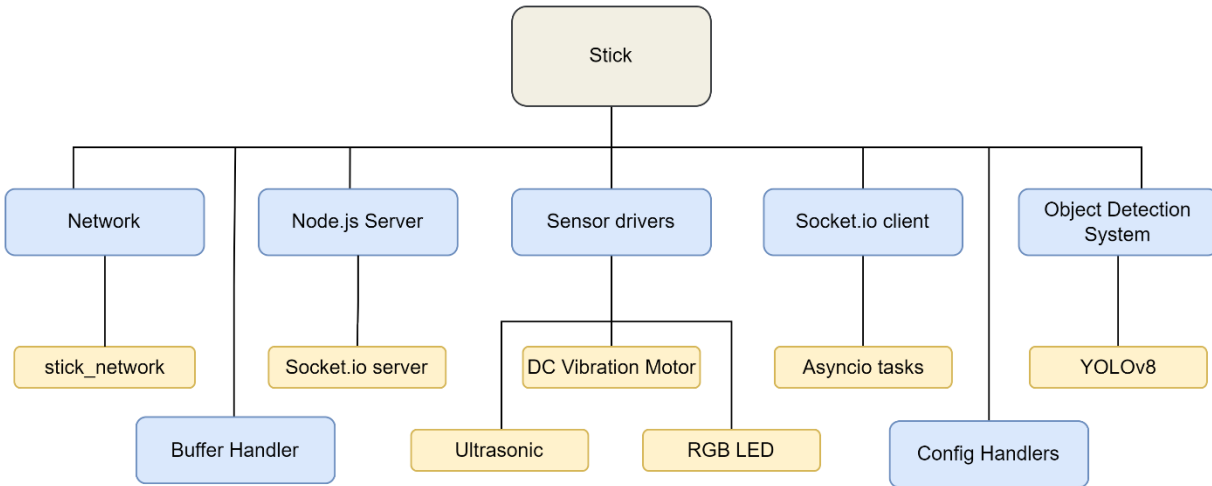 Stick
Network
Node.js Server
Sensor drivers
Socket.io client
Object Detection
System
stick_network
Socket.io server
DC Vibration Motor
Asyncio tasks
YOLOv8
Buffer Handler
Ultrasonic
RGB LED
Config Handlers